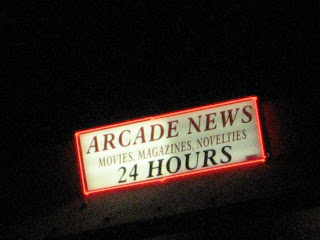 ARCADE NEWS
MOVIES, MAGAZINES, NOVELTIES
24 HOURS